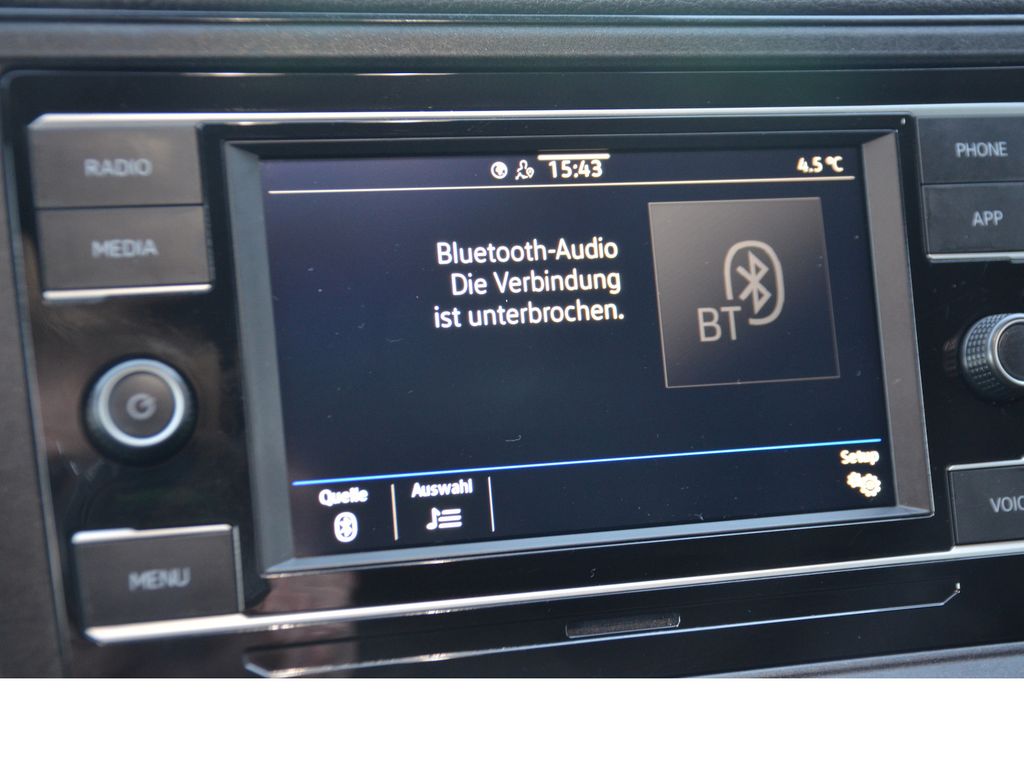 RADIO
MEDIA
MENU
15:43
4.5 °C
Bluetooth-Audio
Die Verbindung
ist unterbrochen.
BT
Quelle
Auswahl
Setup
PHONE
APP